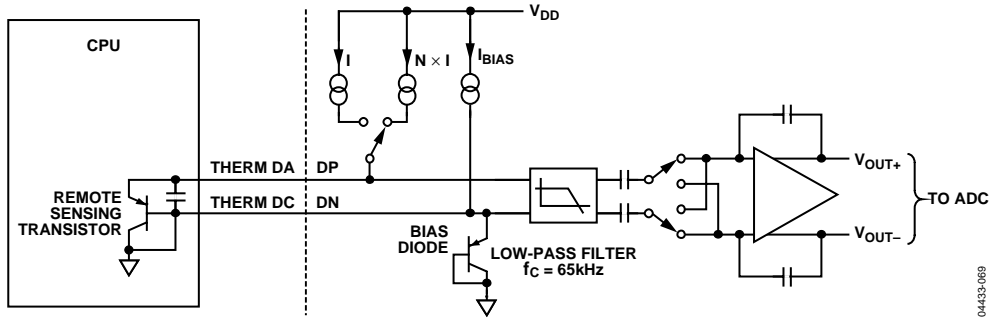 V_DD
CPU
I
N × I
I_BIAS
THERM DA
DP
REMOTE
SENSING
TRANSISTOR
THERM DC
DN
BIAS
DIODE
LOW-PASS FILTER
f_C = 65kHz
V_OUT+
TO ADC
V_OUT–
04433-069